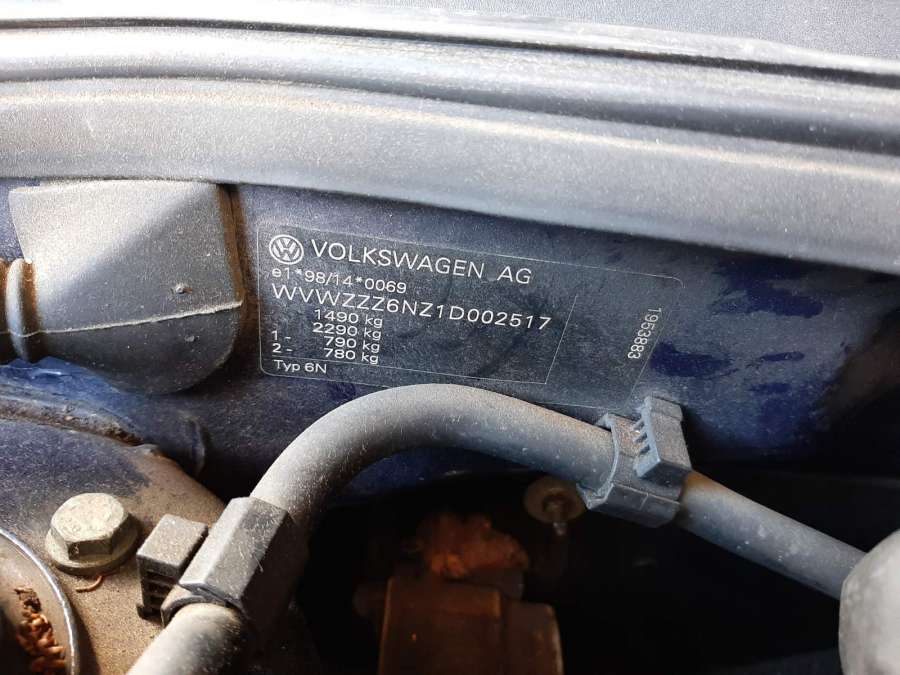 VOLKSWAGEN AG
e1*98/14*0069
WVWZZZ6NZ1D002517
1490 kg
2290 kg
1- 790 kg
2- 780 kg
Typ 6N
1953883